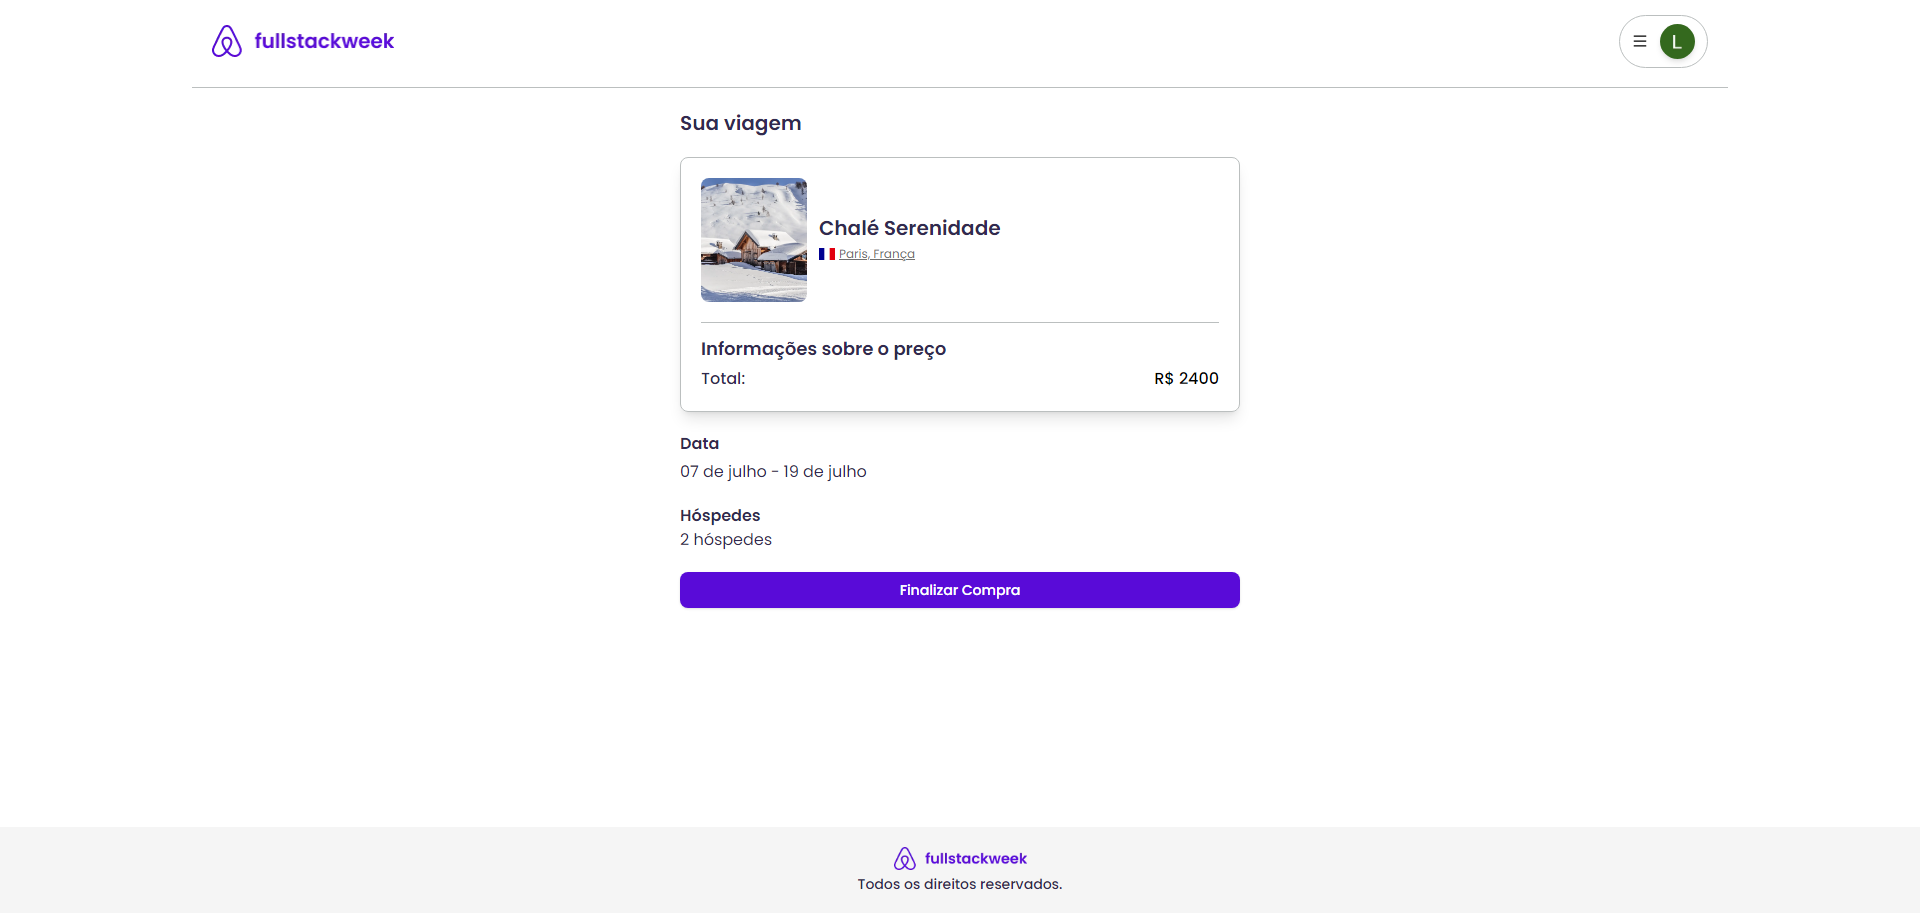 fullstackweek
L
Sua viagem
Chalé Serenidade
Paris, França
Informações sobre o preço
Total: R$ 2400
Data
07 de julho - 19 de julho
Hóspedes
2 hóspedes
Finalizar Compra
fullstackweek
Todos os direitos reservados.